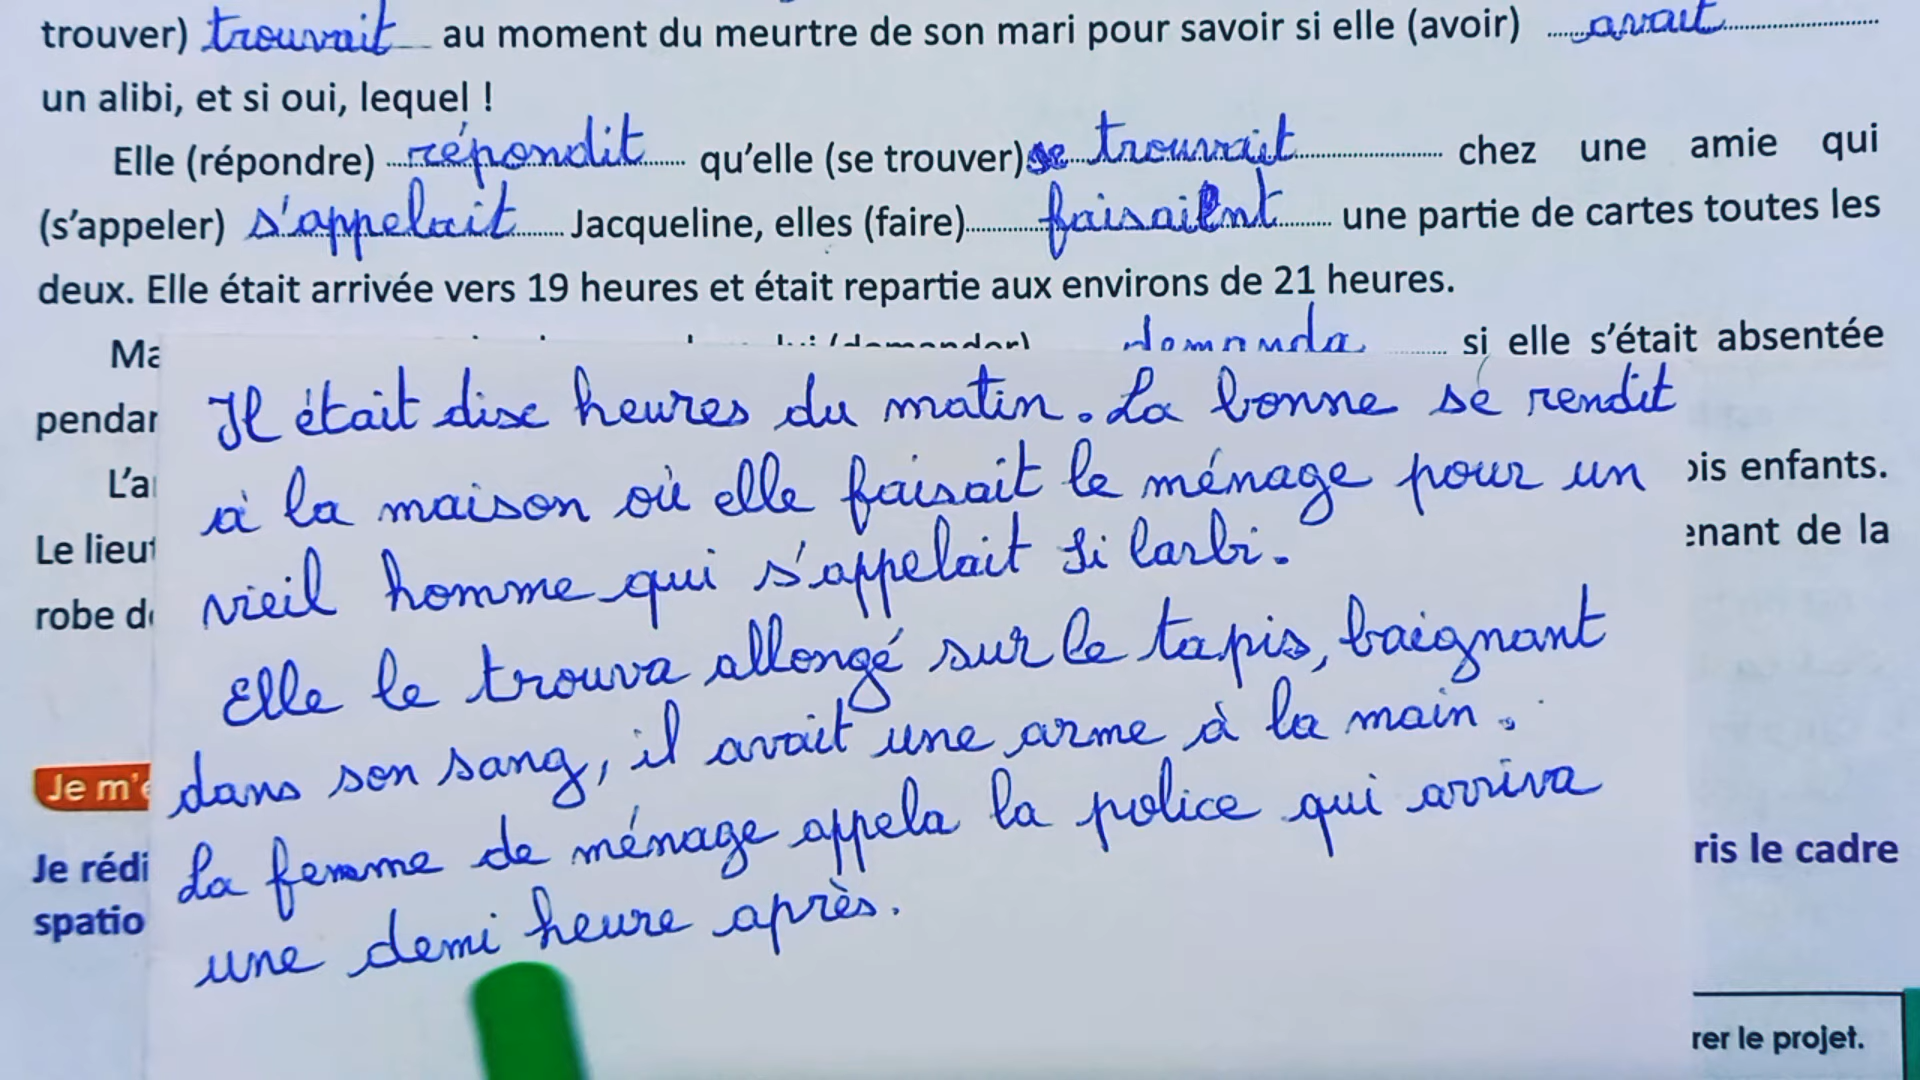 trouver) trouvait au moment du meurtre de son mari pour savoir si elle (avoir) avait
un alibi, et si oui, lequel !
Elle (répondre) répondit qu'elle (se trouver) se trouvait chez une amie qui
(s'appeler) s'appelait Jacqueline, elles (faire) faisaient une partie de cartes toutes les
deux. Elle était arrivée vers 19 heures et était repartie aux environs de 21 heures.
lui (demander) demanda si elle s'était absentée
Il était dix heures du matin. La bonne se rendit
à la maison où elle faisait le ménage pour un
vieil homme qui s'appelait Si larbi.
Elle le trouva allongé sur le tapis, baignant
dans son sang, il avait une arme à la main.
La femme de ménage appela la police qui arriva
une demi heure après.
pendan
L'a
Le lieut
robe d
enfants.
enant de la
Je m'e
Je rédi
spatio
ris le cadre
rer le projet.